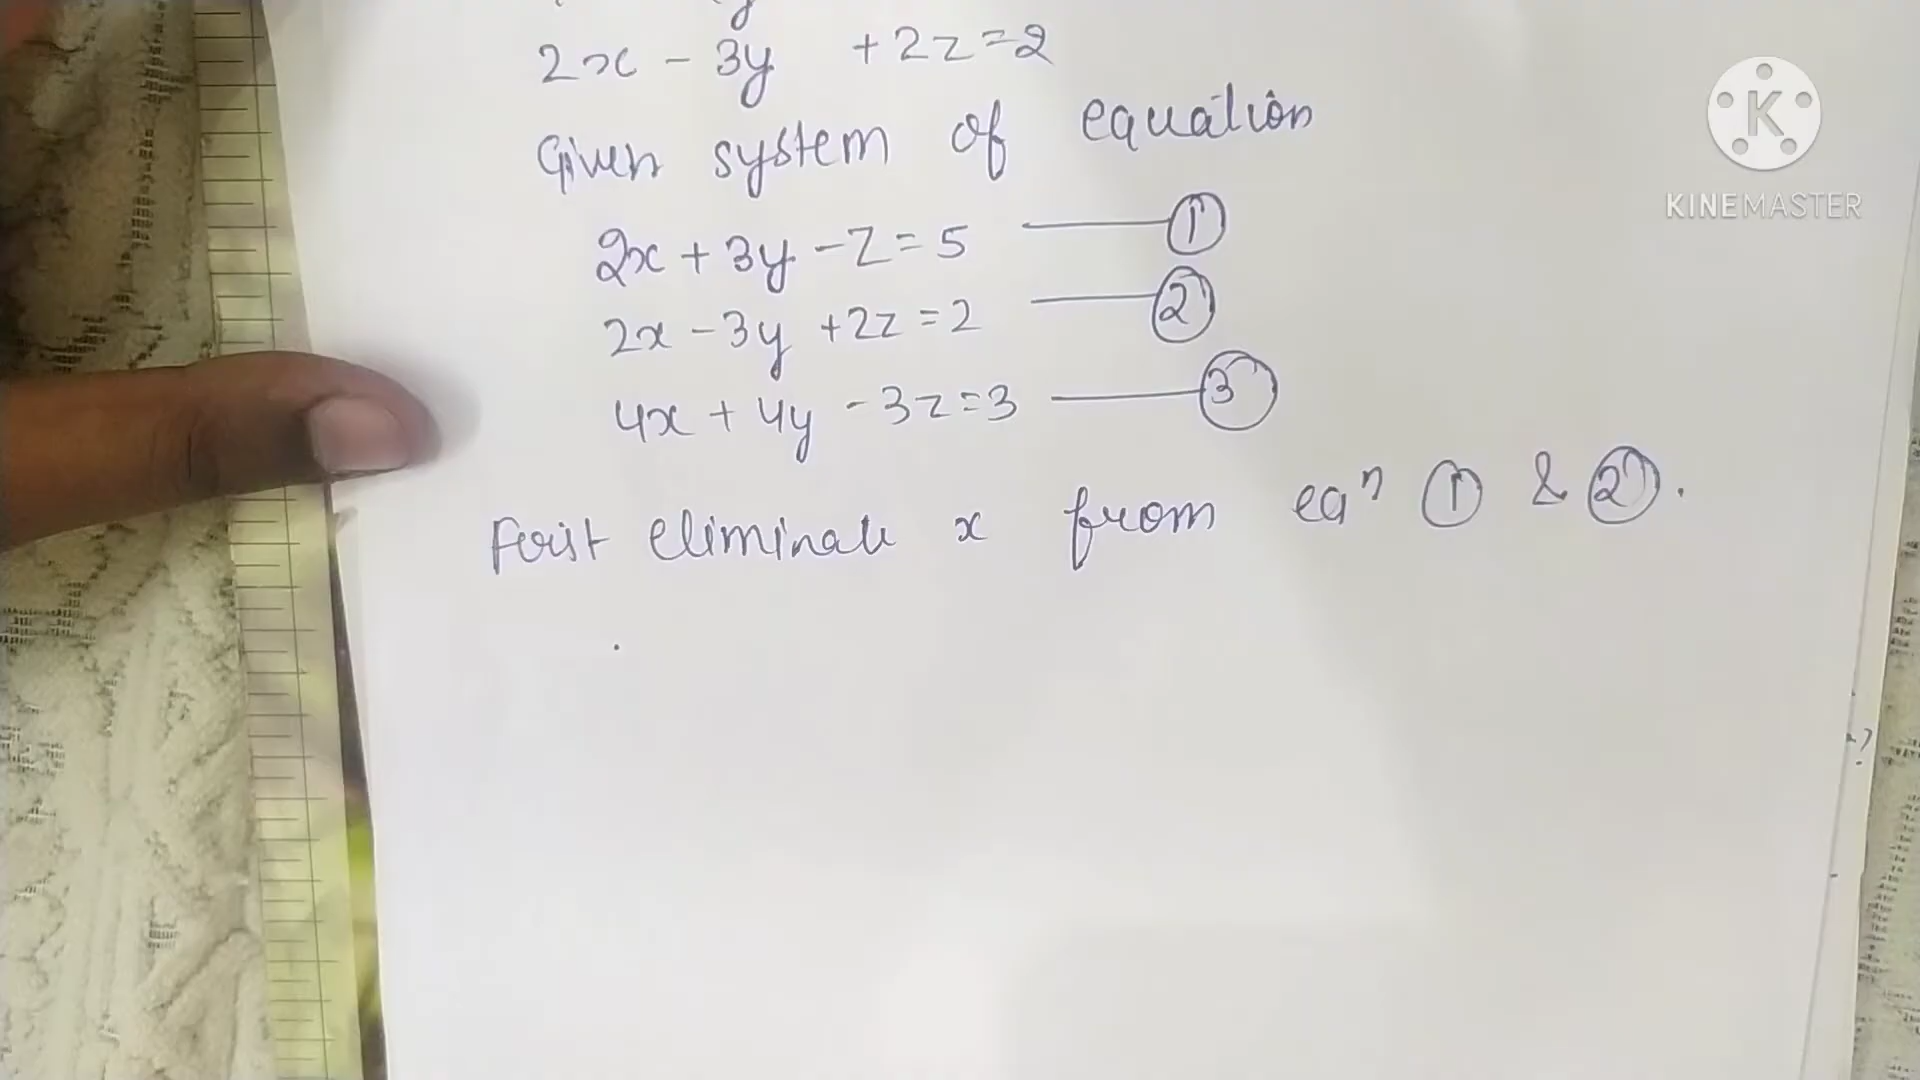 2x - 3y + 2z = 2
Given system of equation
2x + 3y - z = 5 ①
2x - 3y + 2z = 2 ②
4x + 4y - 3z = 3 ③
First eliminate x from eqⁿ ① & ②.
K
KINEMASTER